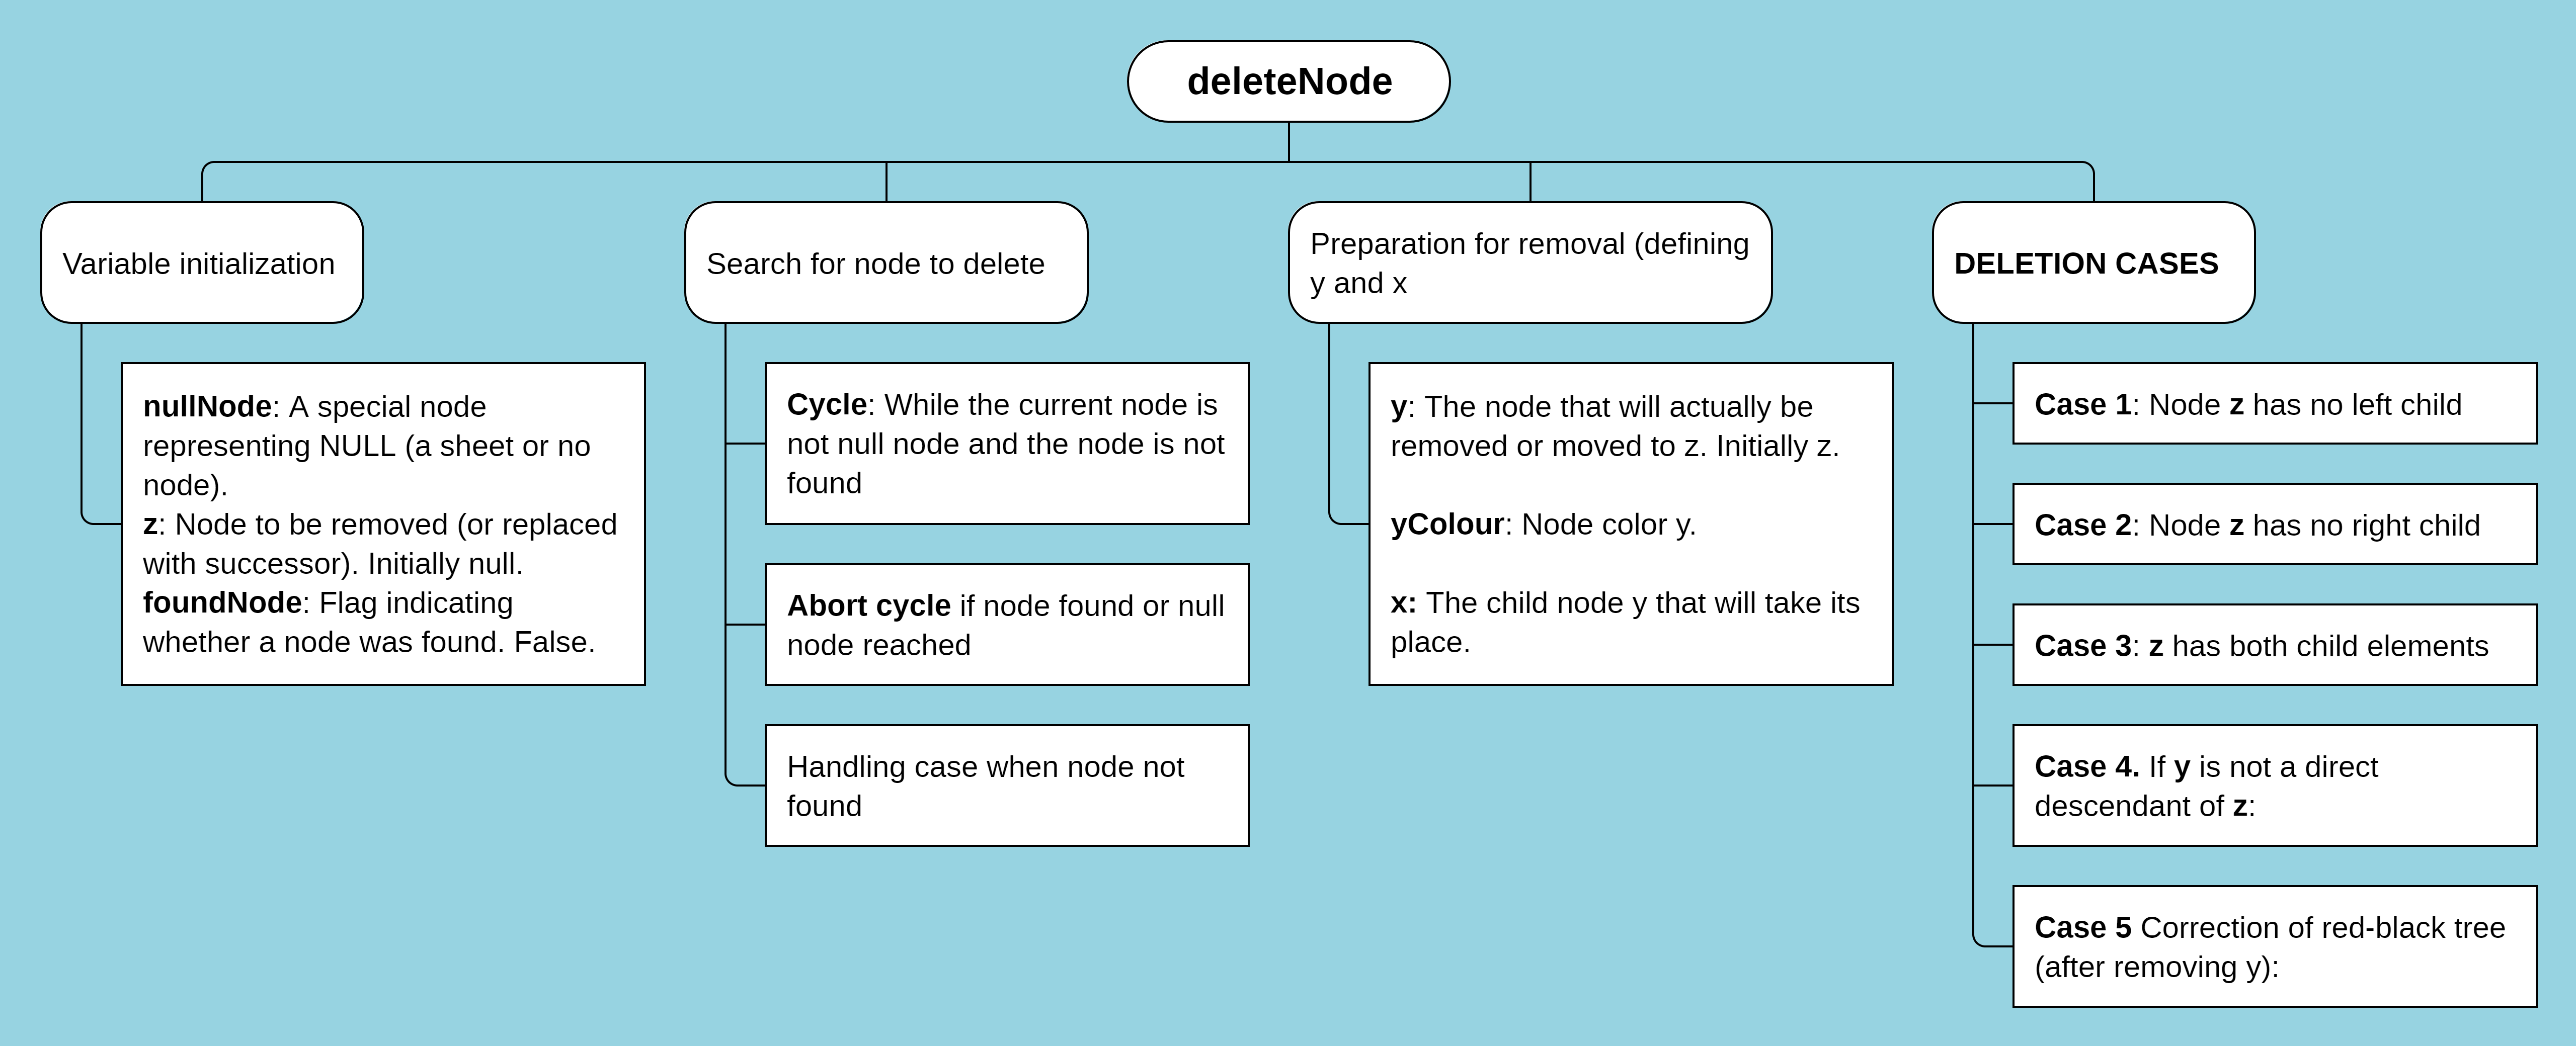 deleteNode
Variable initialization
nullNode: A special node
representing NULL (a sheet or no
node).
z: Node to be removed (or replaced
with successor). Initially null.
foundNode: Flag indicating
whether a node was found. False.
Search for node to delete
Cycle: While the current node is
not null node and the node is not
found
Abort cycle if node found or null
node reached
Handling case when node not
found
Preparation for removal (defining
y and x
y: The node that will actually be
removed or moved to z. Initially z.
yColour: Node color y.
x: The child node y that will take its
place.
DELETION CASES
Case 1: Node z has no left child
Case 2: Node z has no right child
Case 3: z has both child elements
Case 4. If y is not a direct
descendant of z:
Case 5 Correction of red-black tree
(after removing y):